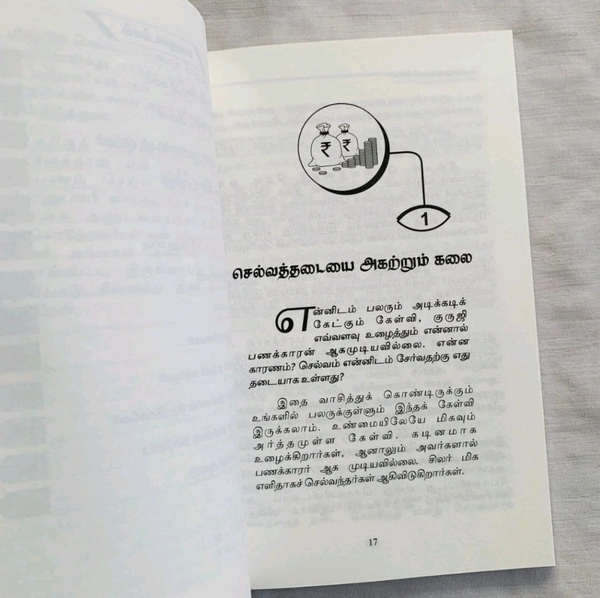 ₹ ₹
1
செல்வத்தடையை அகற்றும் கலை
என்னிடம் பலரும் அடிக்கடிக்
கேட்கும் கேள்வி, குருஜி
எவ்வளவு உழைத்தும் என்னால்
பணக்காரன் ஆகமுடியவில்லை. என்ன
காரணம்? செல்வம் என்னிடம் சேர்வதற்கு எது
தடையாக உள்ளது?
இதை வாசித்துக் கொண்டிருக்கும்
உங்களில் பலருக்குள்ளும் இந்தக் கேள்வி
இருக்கலாம். உண்மையிலேயே மிகவும்
அர்த்தமுள்ள கேள்வி. கடினமாக
உழைக்கிறார்கள், ஆனாலும் அவர்களால்
பணக்காரர் ஆக முடியவில்லை. சிலர் மிக
எளிதாகச் செல்வந்தர்கள் ஆகிவிடுகிறார்கள்.
17